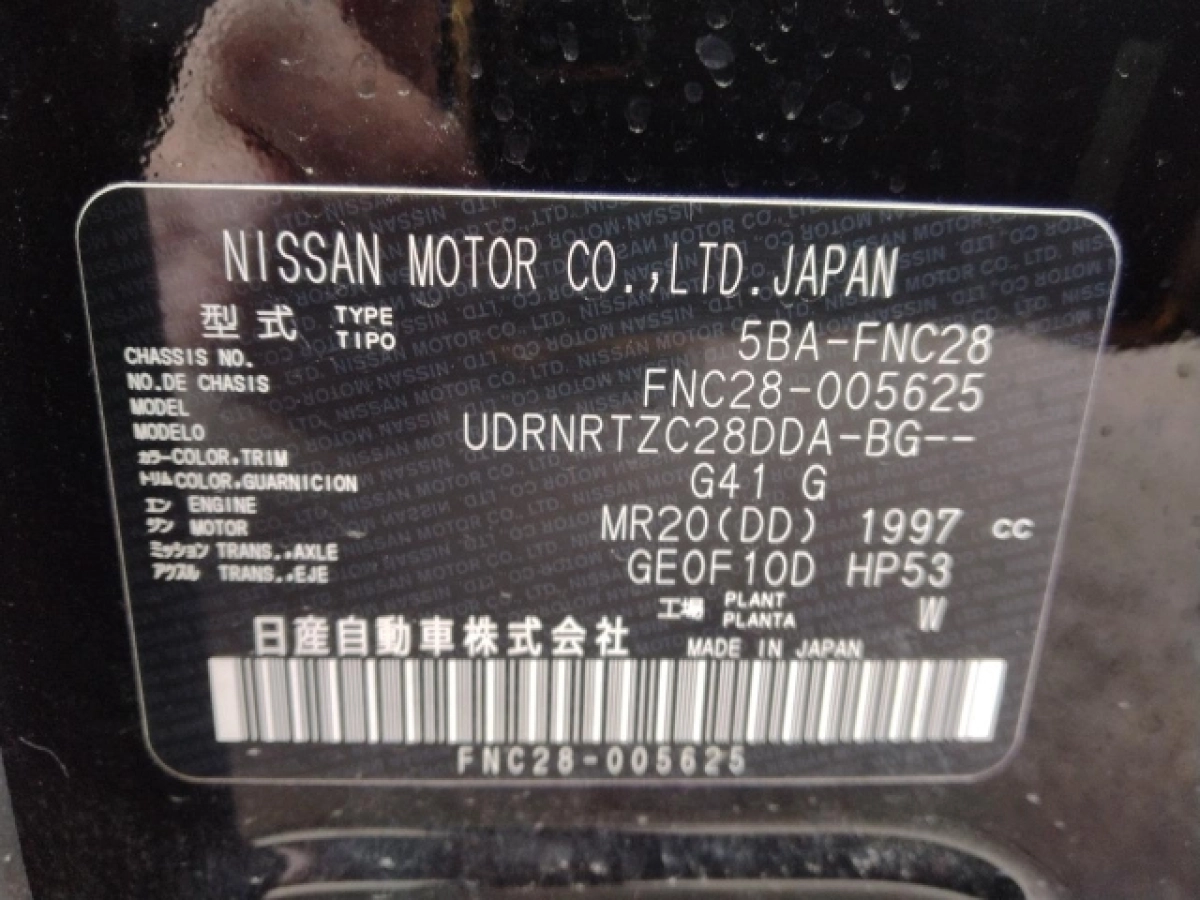 NISSAN MOTOR CO.,LTD.JAPAN
型式 TYPE TIPO 5BA-FNC28
CHASSIS NO.
NO.DE CHASIS FNC28-005625
MODEL
MODELO UDRNRTZC28DDA-BG--
カラー COLOR,TRIM
トリム COLOR,GUARNICION G41 G
エン ENGINE
ジン MOTOR MR20(DD) 1997 cc
ミッション TRANS.,AXLE
アクスル TRANS.,EJE GE0F10D HP53
工場 PLANT PLANTA W
日産自動車株式会社 MADE IN JAPAN
FNC28-005625